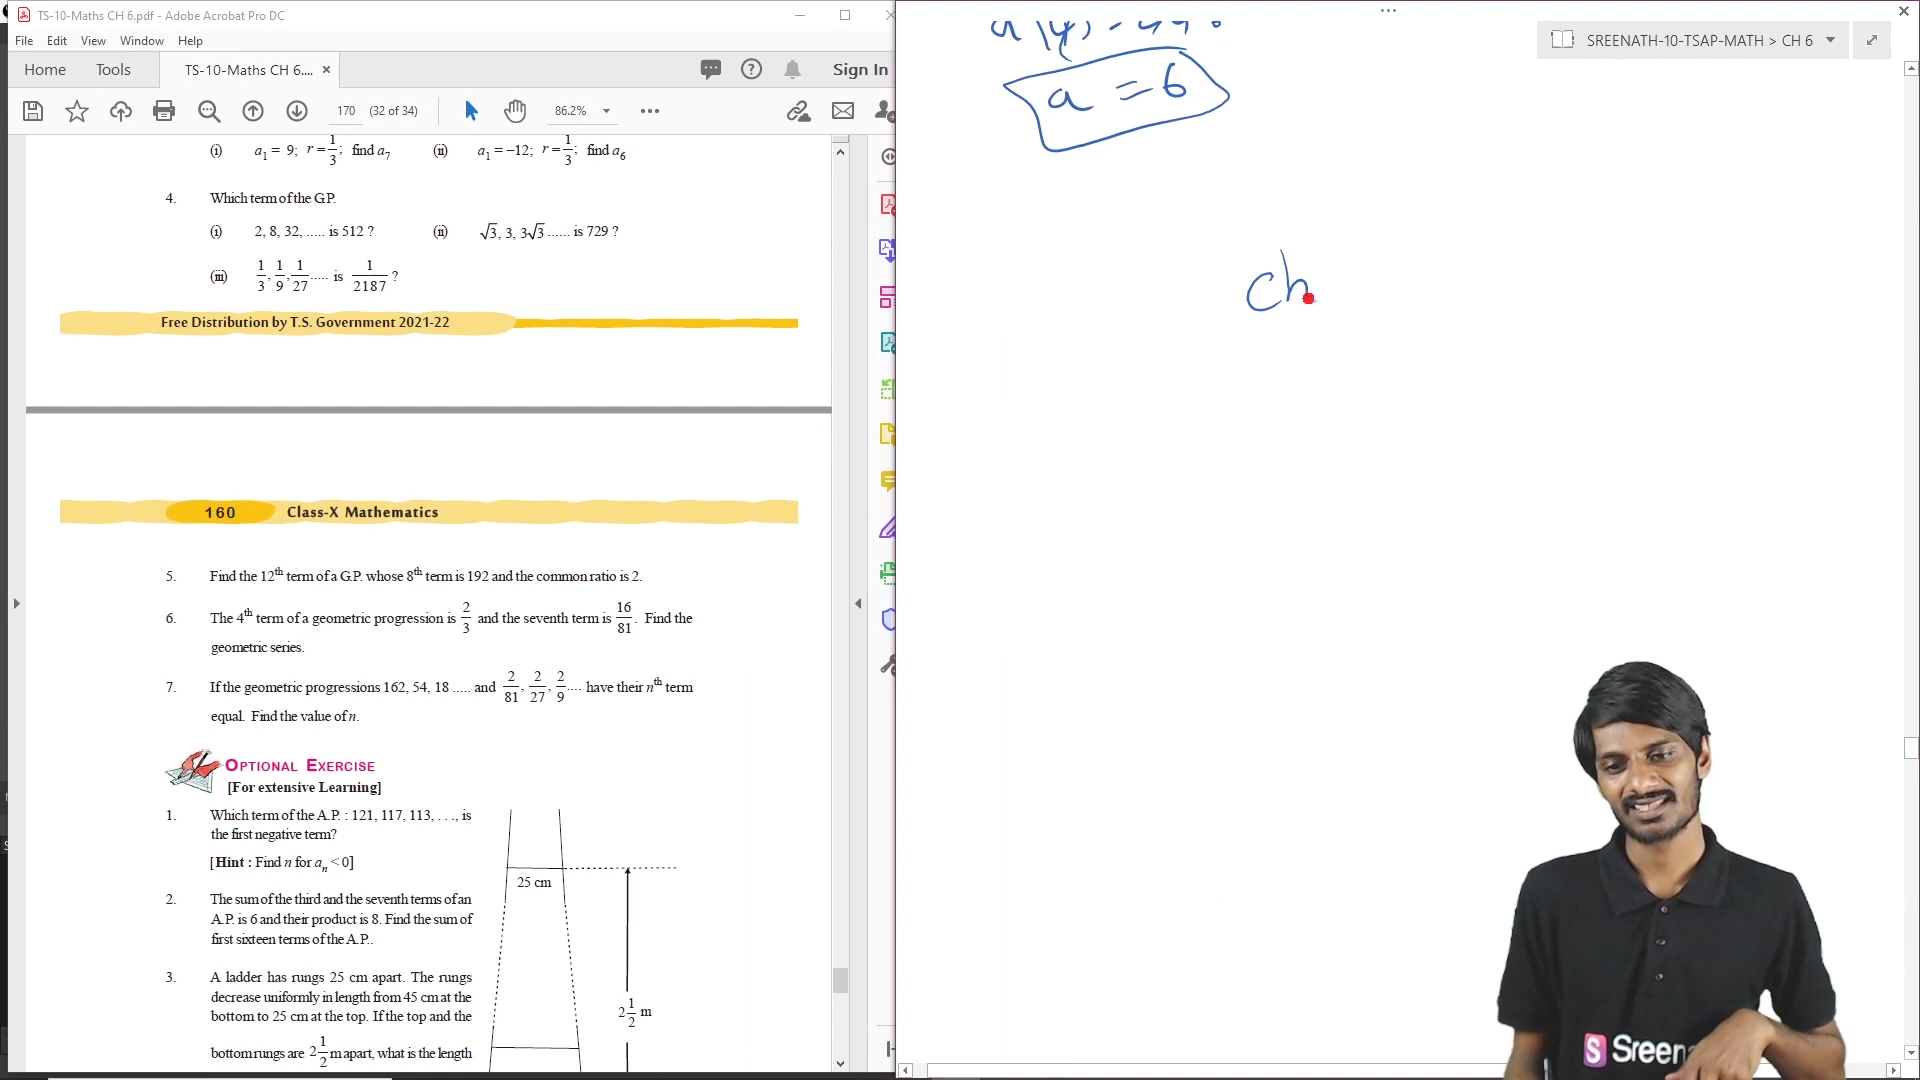 TS-10-Maths CH 6.pdf - Adobe Acrobat Pro DC
File Edit View Window Help
Home Tools TS-10-Maths CH 6.... × Sign In
170 (32 of 34) 86.2%
(i) a₁ = 9; r = 1/3; find a₇ (ii) a₁ = –12; r = 1/3; find a₆
4. Which term of the G.P.
(i) 2, 8, 32, ..... is 512 ? (ii) √3, 3, 3√3 ...... is 729 ?
(iii) 1/3, 1/9, 1/27 ..... is 1/2187 ?
Free Distribution by T.S. Government 2021-22
160 Class-X Mathematics
5. Find the 12th term of a G.P. whose 8th term is 192 and the common ratio is 2.
6. The 4th term of a geometric progression is 2/3 and the seventh term is 16/81. Find the
geometric series.
7. If the geometric progressions 162, 54, 18 ..... and 2/81, 2/27, 2/9 .... have their nth term
equal. Find the value of n.
OPTIONAL EXERCISE
[For extensive Learning]
1. Which term of the A.P. : 121, 117, 113, . . ., is
the first negative term?
[Hint : Find n for aₙ < 0]
2. The sum of the third and the seventh terms of an
A.P. is 6 and their product is 8. Find the sum of
first sixteen terms of the A.P..
3. A ladder has rungs 25 cm apart. The rungs
decrease uniformly in length from 45 cm at the
bottom to 25 cm at the top. If the top and the
bottom rungs are 2 1/2 m apart, what is the length
25 cm
2 1/2 m
SREENATH-10-TSAP-MATH > CH 6
a = 6
Ch
S Sreena